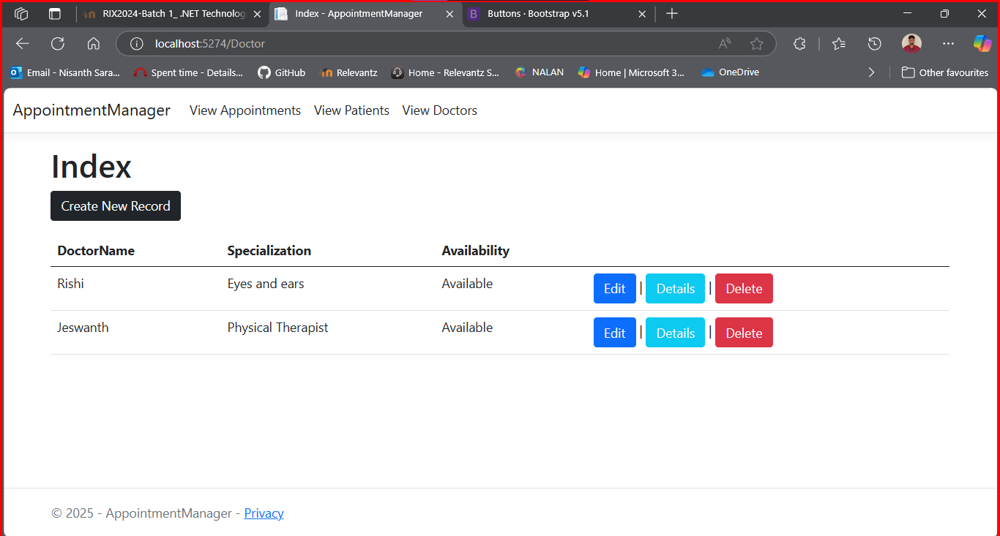 RIX2024-Batch 1_ .NET Technolog
Index - AppointmentManager
Buttons · Bootstrap v5.1
localhost:5274/Doctor
Email - Nisanth Sara...
Spent time - Details...
GitHub
Relevantz
Home - Relevantz S...
NALAN
Home | Microsoft 3...
OneDrive
Other favourites
AppointmentManager View Appointments View Patients View Doctors
Index
Create New Record
DoctorName Specialization Availability
Rishi Eyes and ears Available Edit | Details | Delete
Jeswanth Physical Therapist Available Edit | Details | Delete
© 2025 - AppointmentManager - Privacy